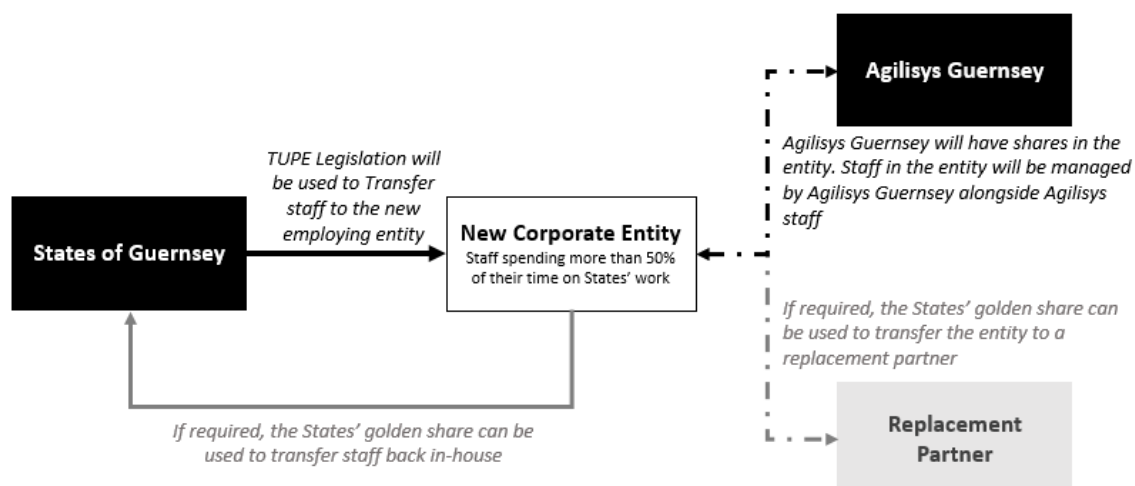 Agilisys Guernsey
Agilisys Guernsey will have shares in the
entity. Staff in the entity will be managed
by Agilisys Guernsey alongside Agilisys
staff
TUPE Legislation will
be used to Transfer
staff to the new
employing entity
States of Guernsey
New Corporate Entity
Staff spending more than 50%
of their time on States’ work
If required, the States’ golden share can
be used to transfer the entity to a
replacement partner
Replacement
Partner
If required, the States’ golden share can be
used to transfer staff back in-house